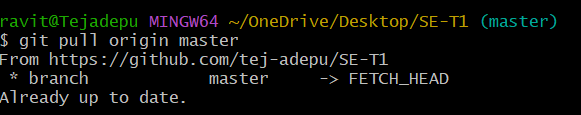 ravit@Tejadepu MINGW64 ~/OneDrive/Desktop/SE-T1 (master)
$ git pull origin master
From https://github.com/tej-adepu/SE-T1
 * branch            master     -> FETCH_HEAD
Already up to date.